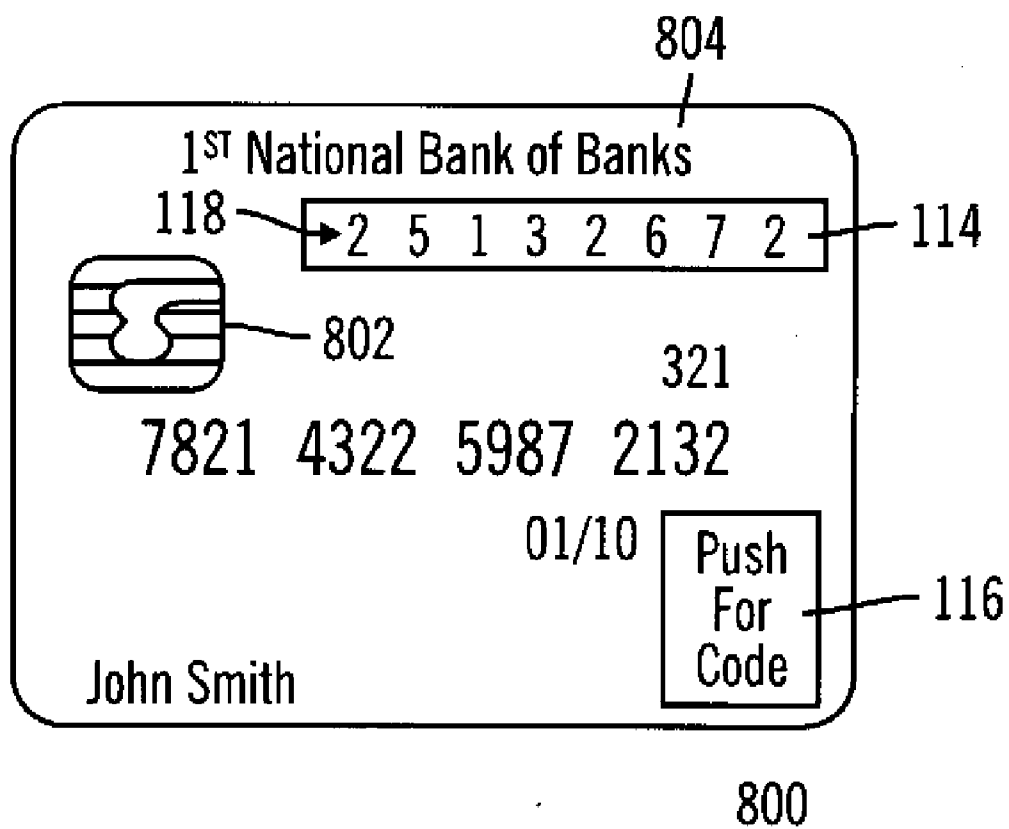 804
1ST National Bank of Banks
118 2 5 1 3 2 6 7 2 114
802
321
7821 4322 5987 2132
01/10
Push
For
Code
116
John Smith
800